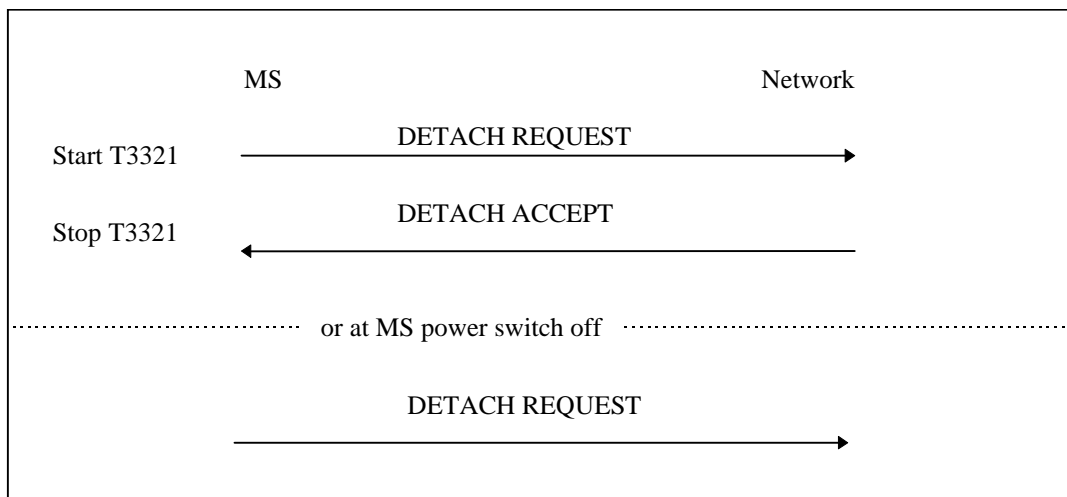 MS Network
DETACH REQUEST
Start T3321
DETACH ACCEPT
Stop T3321
or at MS power switch off
DETACH REQUEST